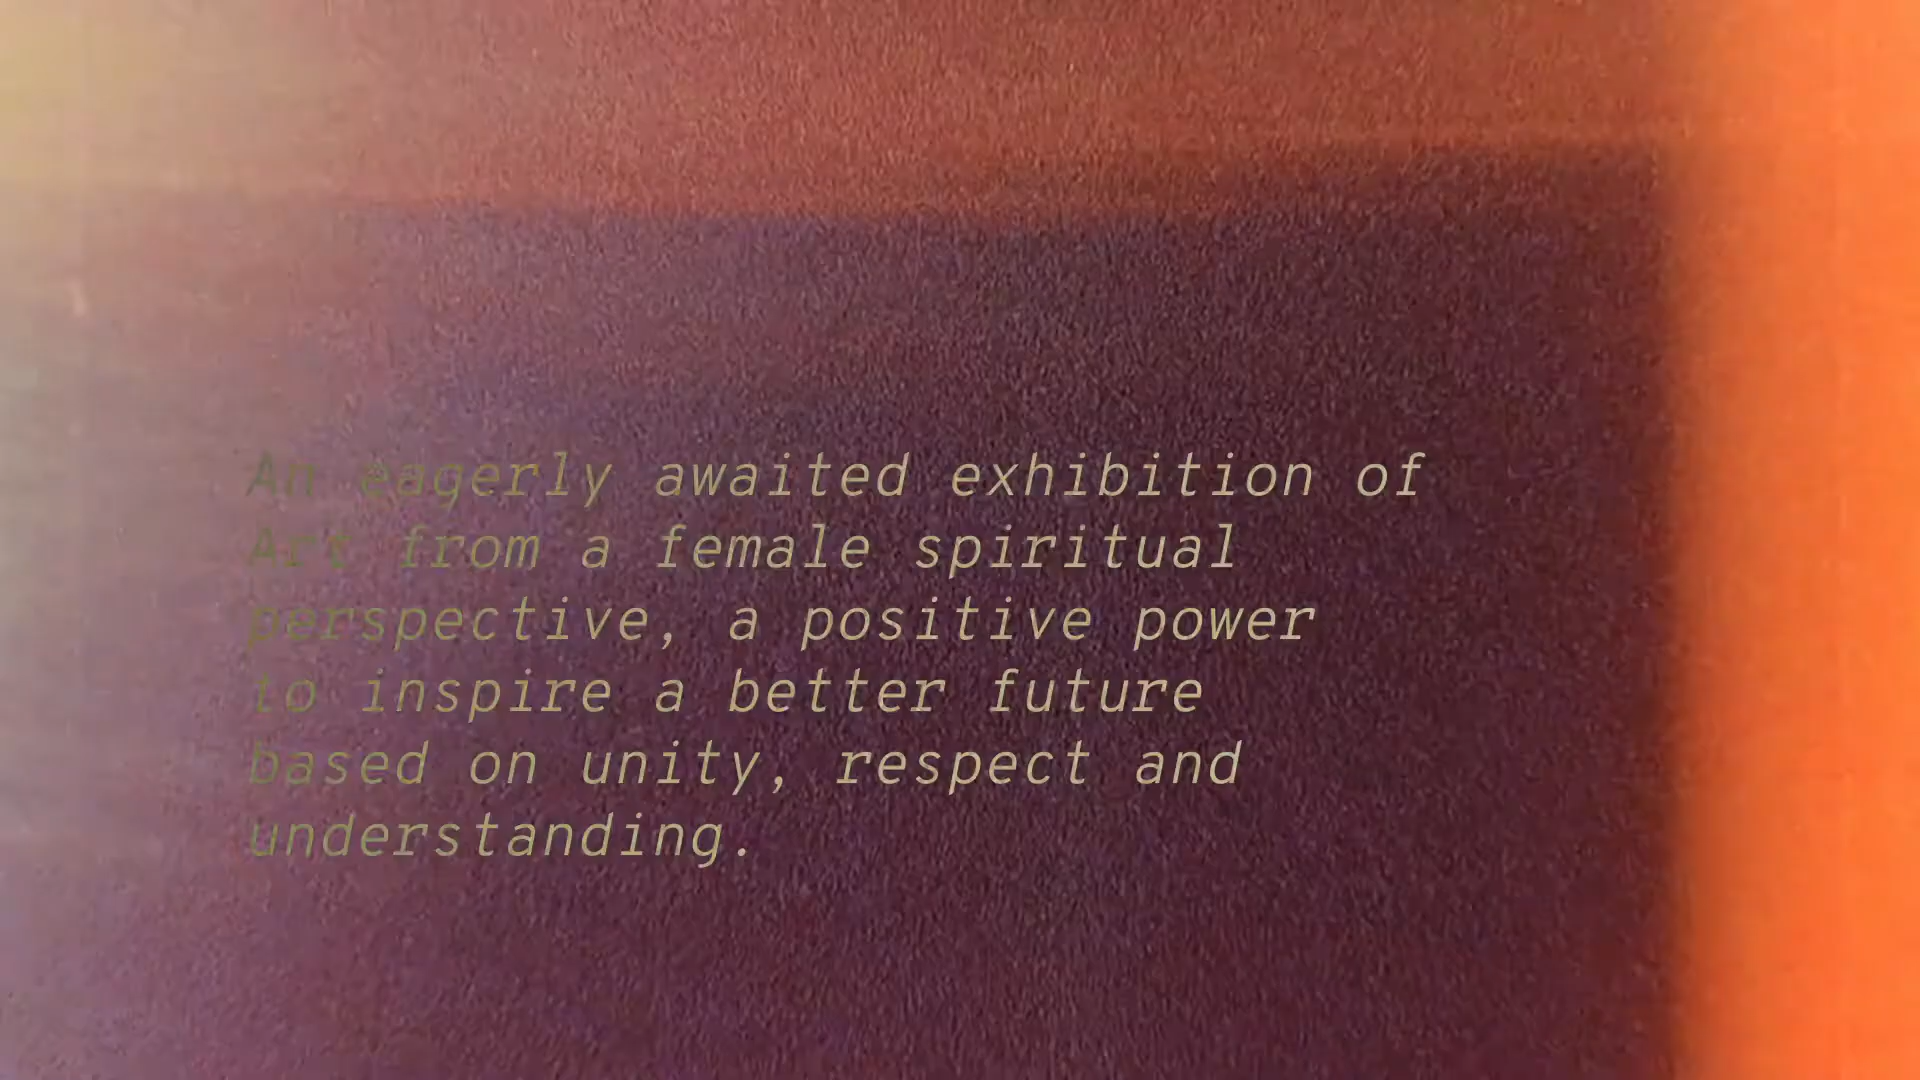 An eagerly awaited exhibition of
Art from a female spiritual
perspective, a positive power
to inspire a better future
based on unity, respect and
understanding.